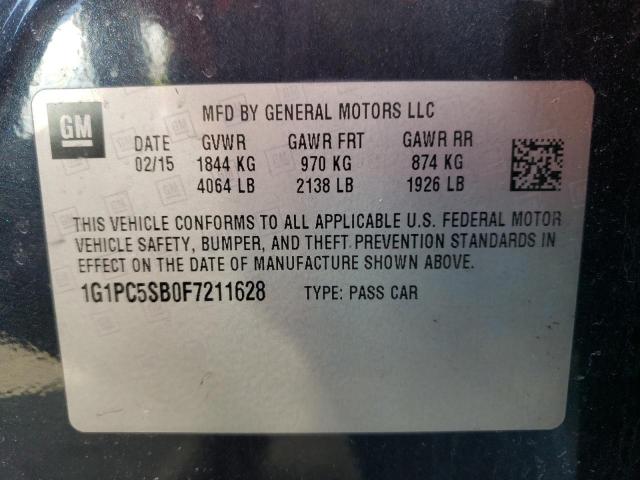 GM
MFD BY GENERAL MOTORS LLC
DATE GVWR GAWR FRT GAWR RR
02/15 1844 KG 970 KG 874 KG
4064 LB 2138 LB 1926 LB
THIS VEHICLE CONFORMS TO ALL APPLICABLE U.S. FEDERAL MOTOR
VEHICLE SAFETY, BUMPER, AND THEFT PREVENTION STANDARDS IN
EFFECT ON THE DATE OF MANUFACTURE SHOWN ABOVE.
1G1PC5SB0F7211628 TYPE: PASS CAR